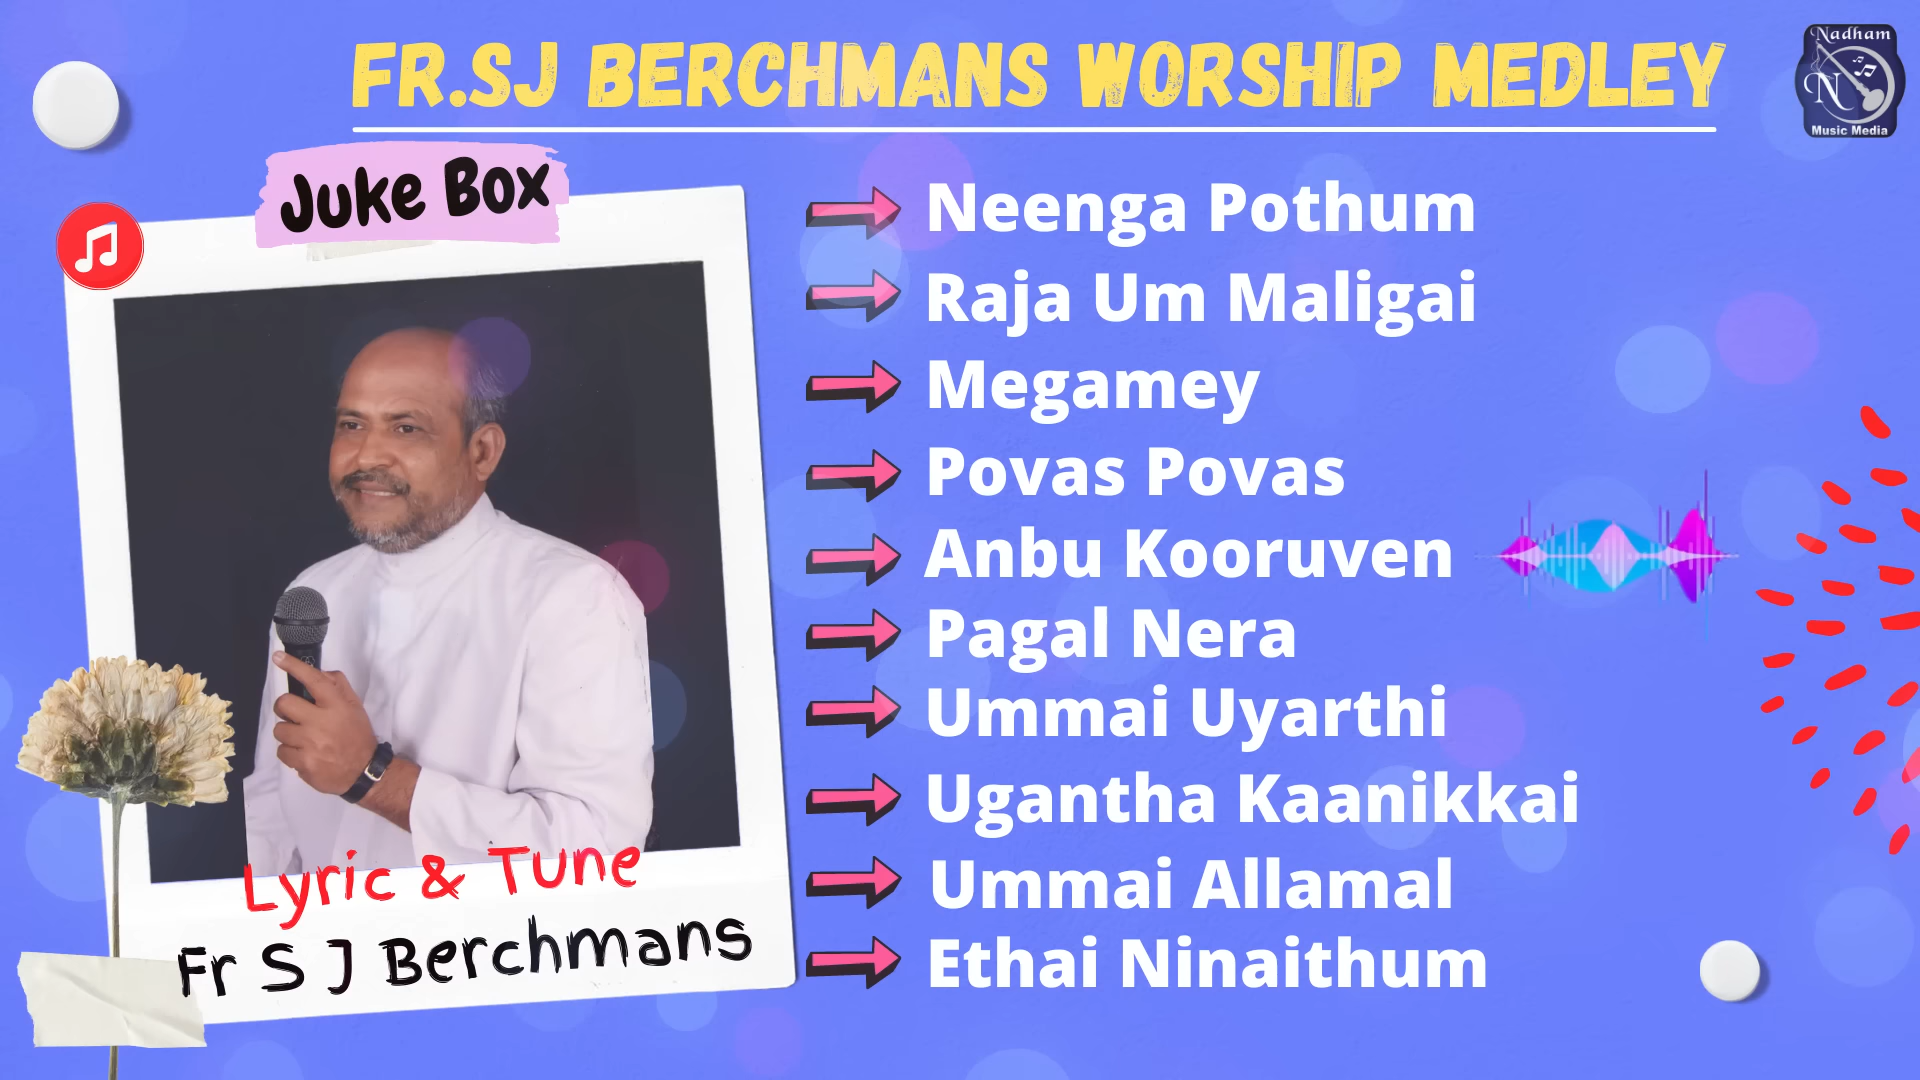 FR.SJ BERCHMANS WORSHIP MEDLEY
Nadham
N
Music Media
Juke Box
Neenga Pothum
Raja Um Maligai
Megamey
Povas Povas
Anbu Kooruven
Pagal Nera
Ummai Uyarthi
Ugantha Kaanikkai
Ummai Allamal
Ethai Ninaithum
Lyric & Tune
Fr S J Berchmans